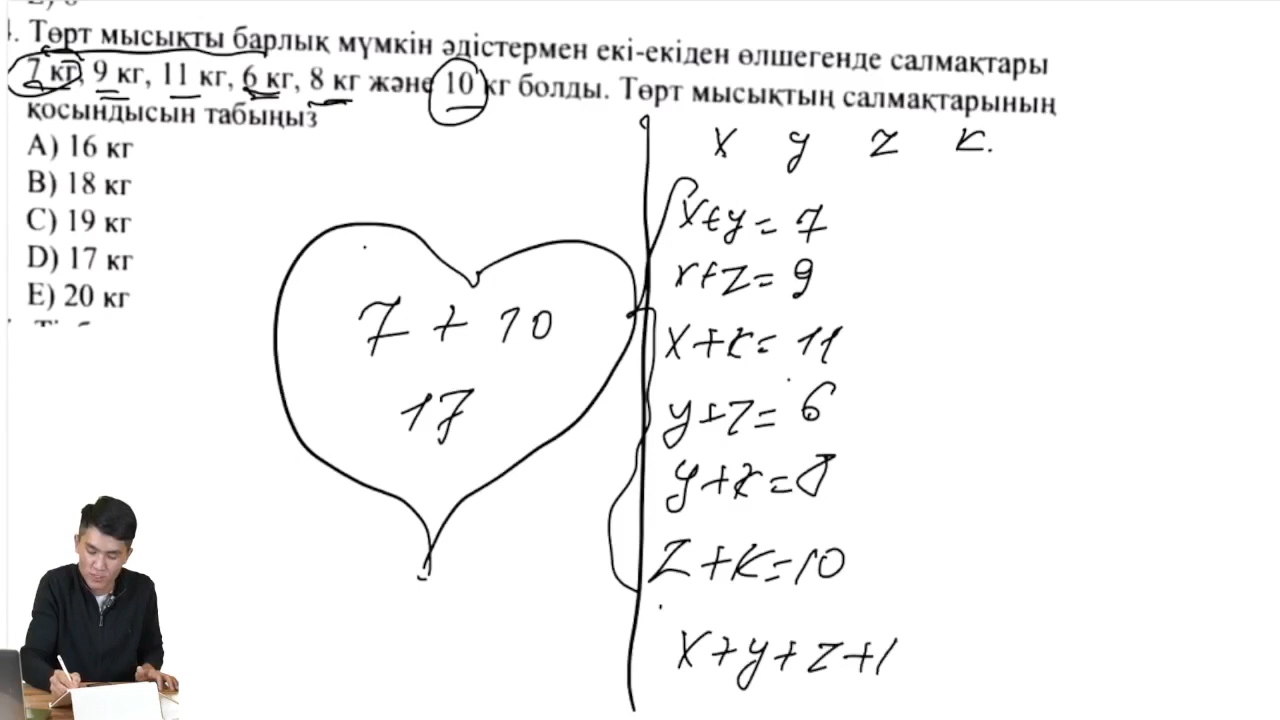 4. Төрт мысықты барлық мүмкін әдістермен екі-екіден өлшегенде салмақтары
7 кг, 9 кг, 11 кг, 6 кг, 8 кг және 10 кг болды. Төрт мысықтың салмақтарының
қосындысын табыңыз
A) 16 кг
B) 18 кг
C) 19 кг
D) 17 кг
E) 20 кг
7 + 10
17
x y z k.
x+y=7
x+z=9
x+k=11
y+z=6
y+k=8
z+k=10
x+y+z+